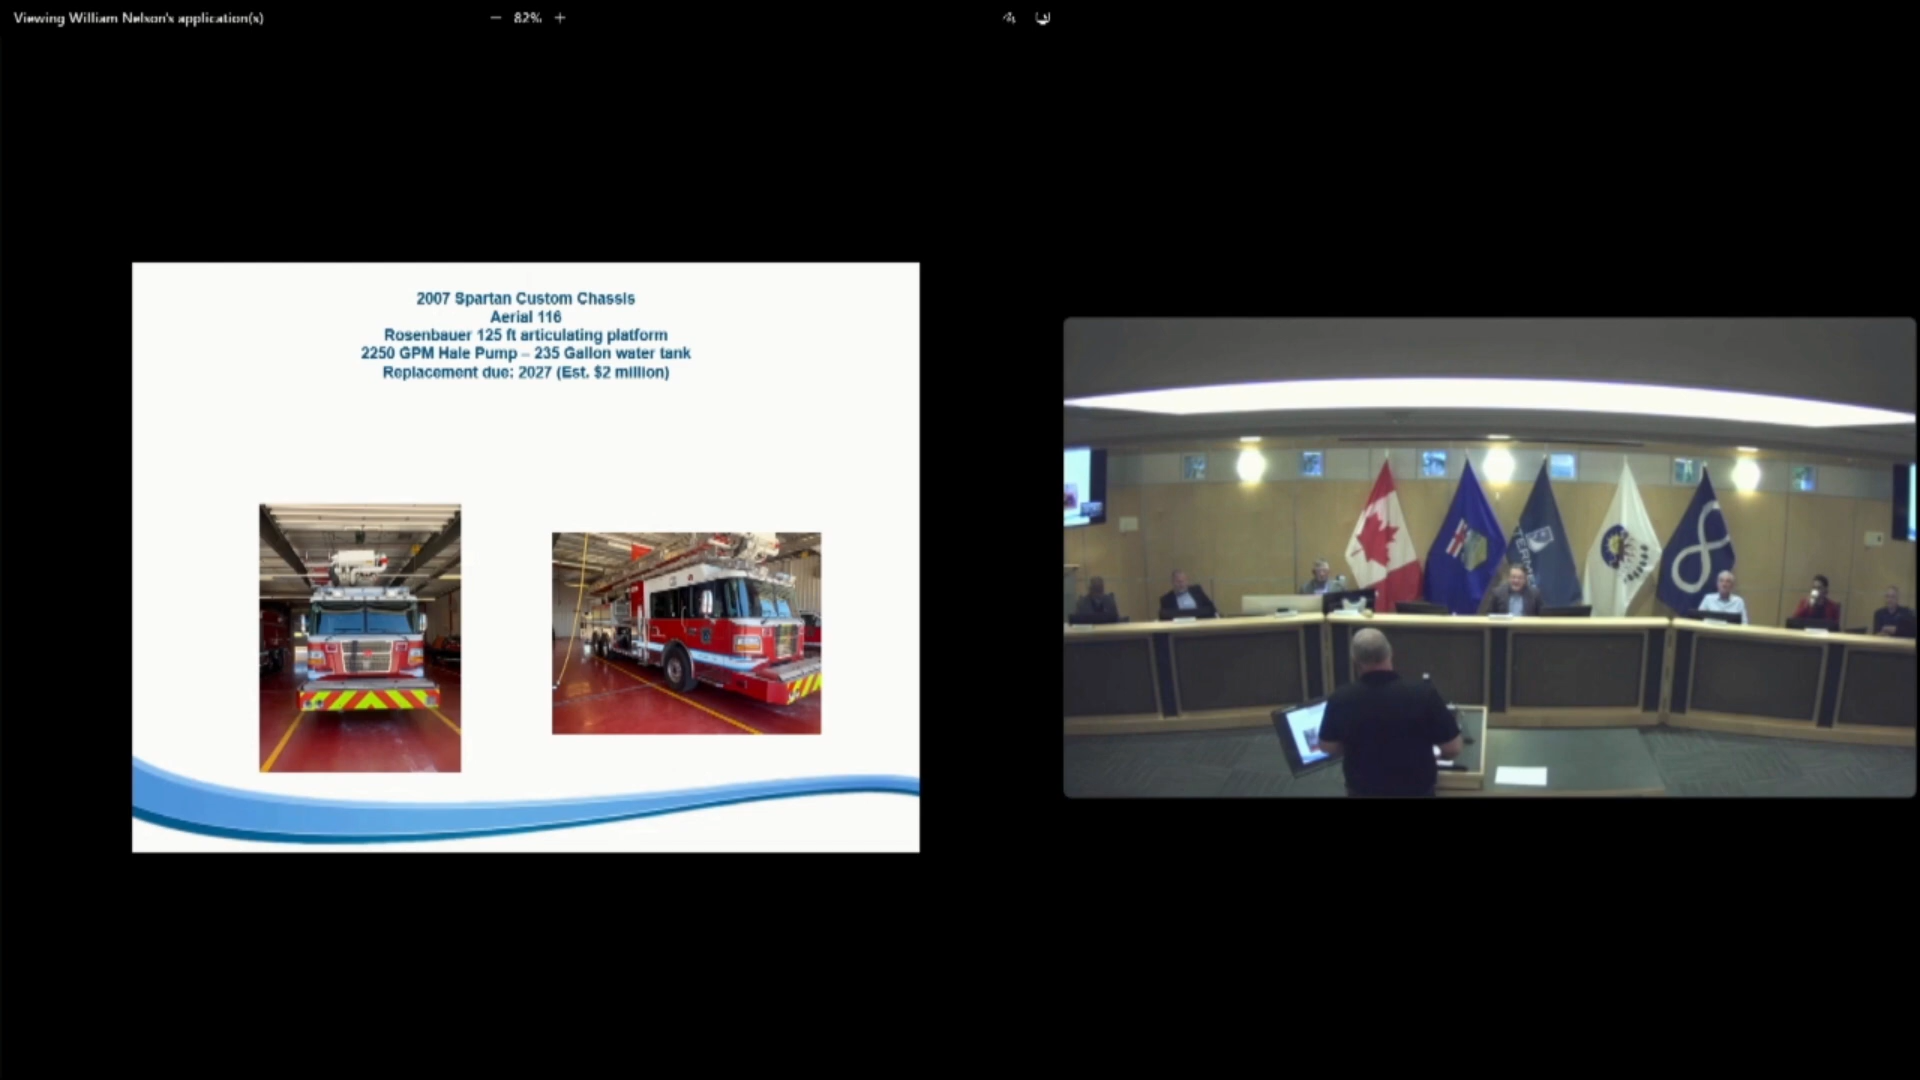 Viewing William Nelson's application(s)
82%
2007 Spartan Custom Chassis
Aerial 116
Rosenbauer 125 ft articulating platform
2250 GPM Hale Pump – 235 Gallon water tank
Replacement due: 2027 (Est. $2 million)